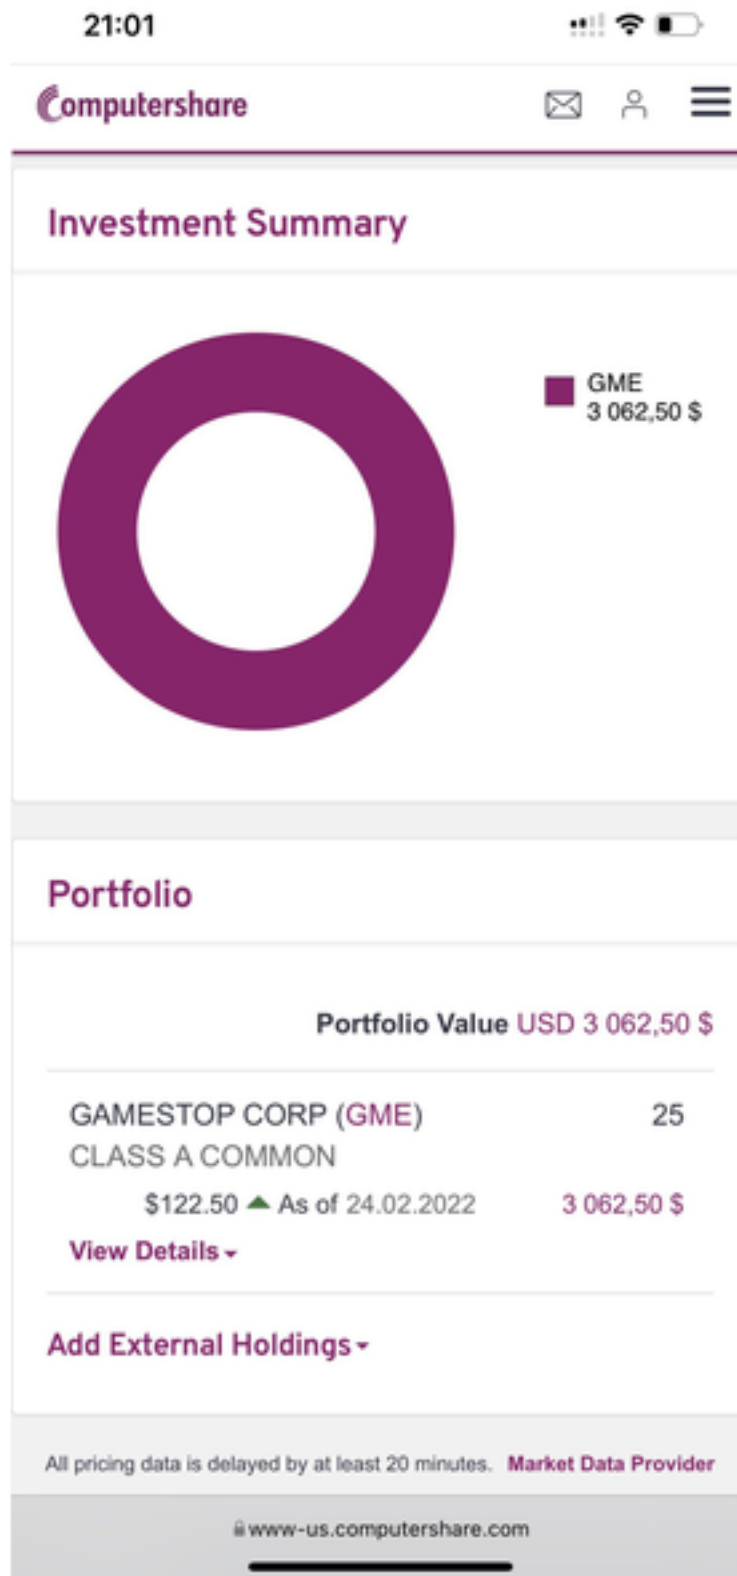 21:01
Computershare
Investment Summary
GME
3 062,50 $
Portfolio
Portfolio Value USD 3 062,50 $
GAMESTOP CORP (GME) 25
CLASS A COMMON
$122.50 As of 24.02.2022 3 062,50 $
View Details
Add External Holdings
All pricing data is delayed by at least 20 minutes. Market Data Provider
www-us.computershare.com